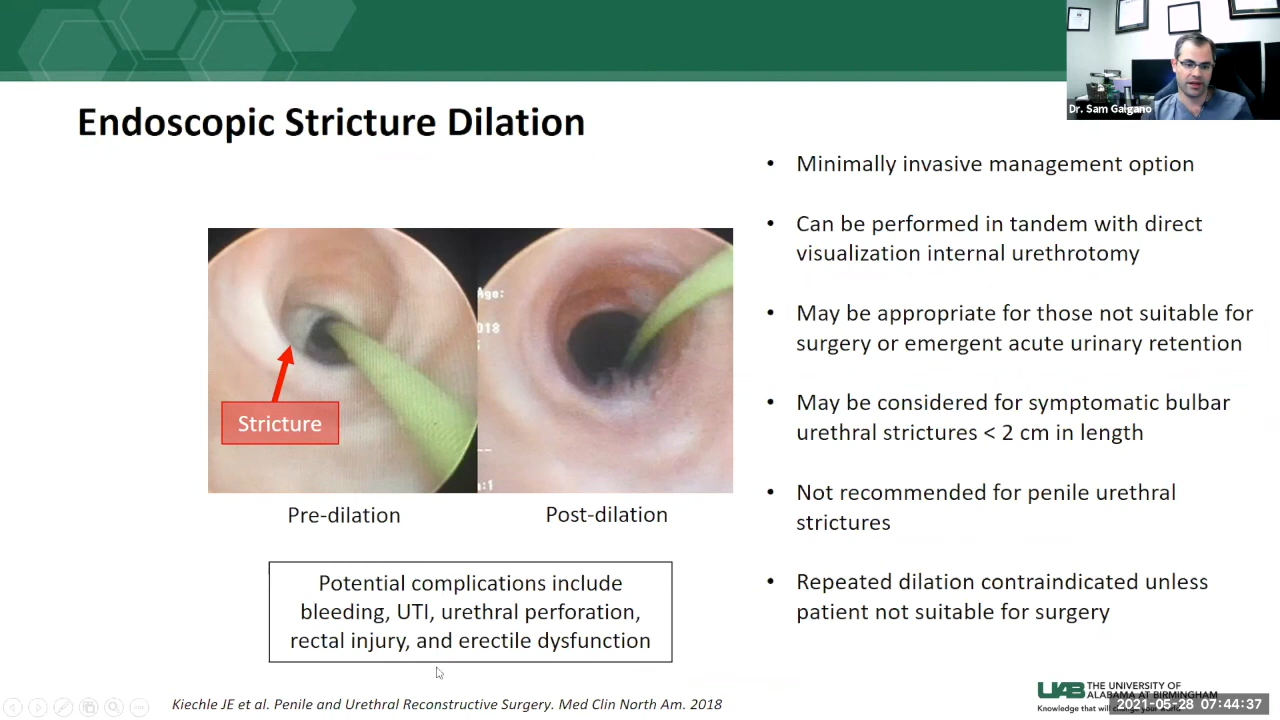 Dr. Sam Galgano
Endoscopic Stricture Dilation
Age:
018
Stricture
:1
Pre-dilation
Post-dilation
Potential complications include
bleeding, UTI, urethral perforation,
rectal injury, and erectile dysfunction
• Minimally invasive management option
• Can be performed in tandem with direct
visualization internal urethrotomy
• May be appropriate for those not suitable for
surgery or emergent acute urinary retention
• May be considered for symptomatic bulbar
urethral strictures < 2 cm in length
• Not recommended for penile urethral
strictures
• Repeated dilation contraindicated unless
patient not suitable for surgery
Kiechle JE et al. Penile and Urethral Reconstructive Surgery. Med Clin North Am. 2018
UAB THE UNIVERSITY OF
ALABAMA AT BIRMINGHAM
Knowledge that will
2021-05-28 07:44:37